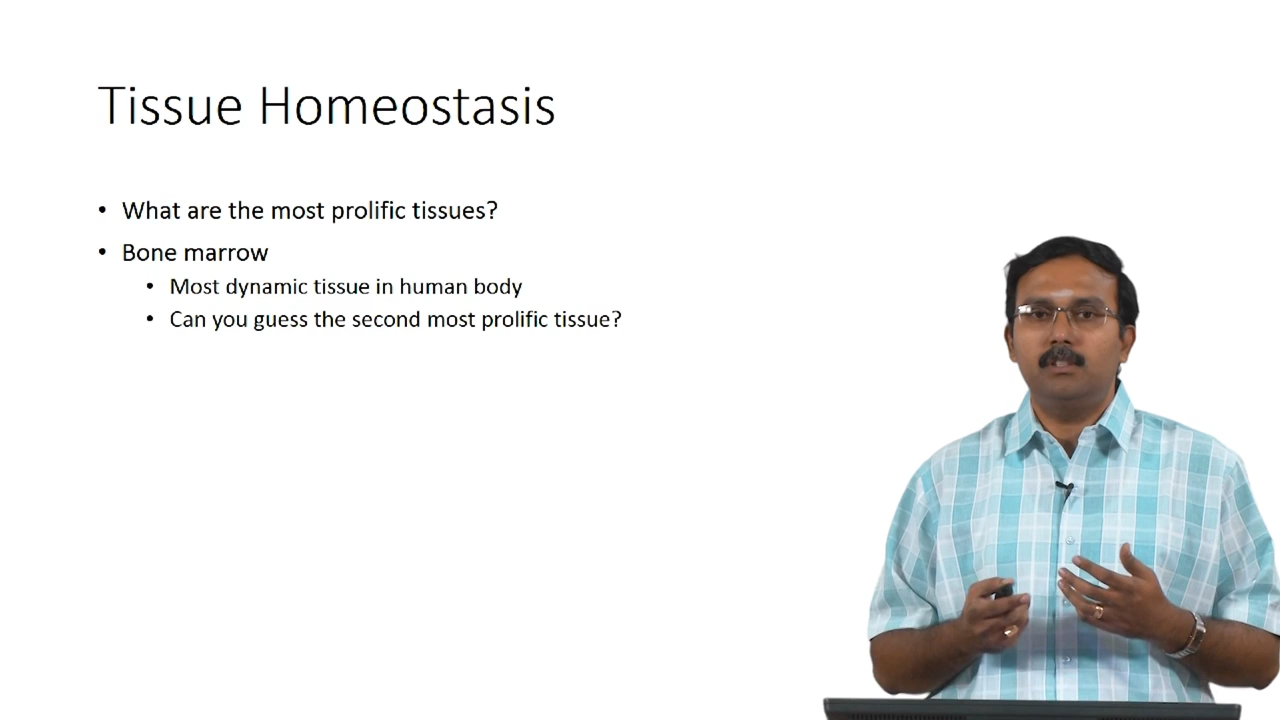 Tissue Homeostasis
• What are the most prolific tissues?
• Bone marrow
• Most dynamic tissue in human body
• Can you guess the second most prolific tissue?